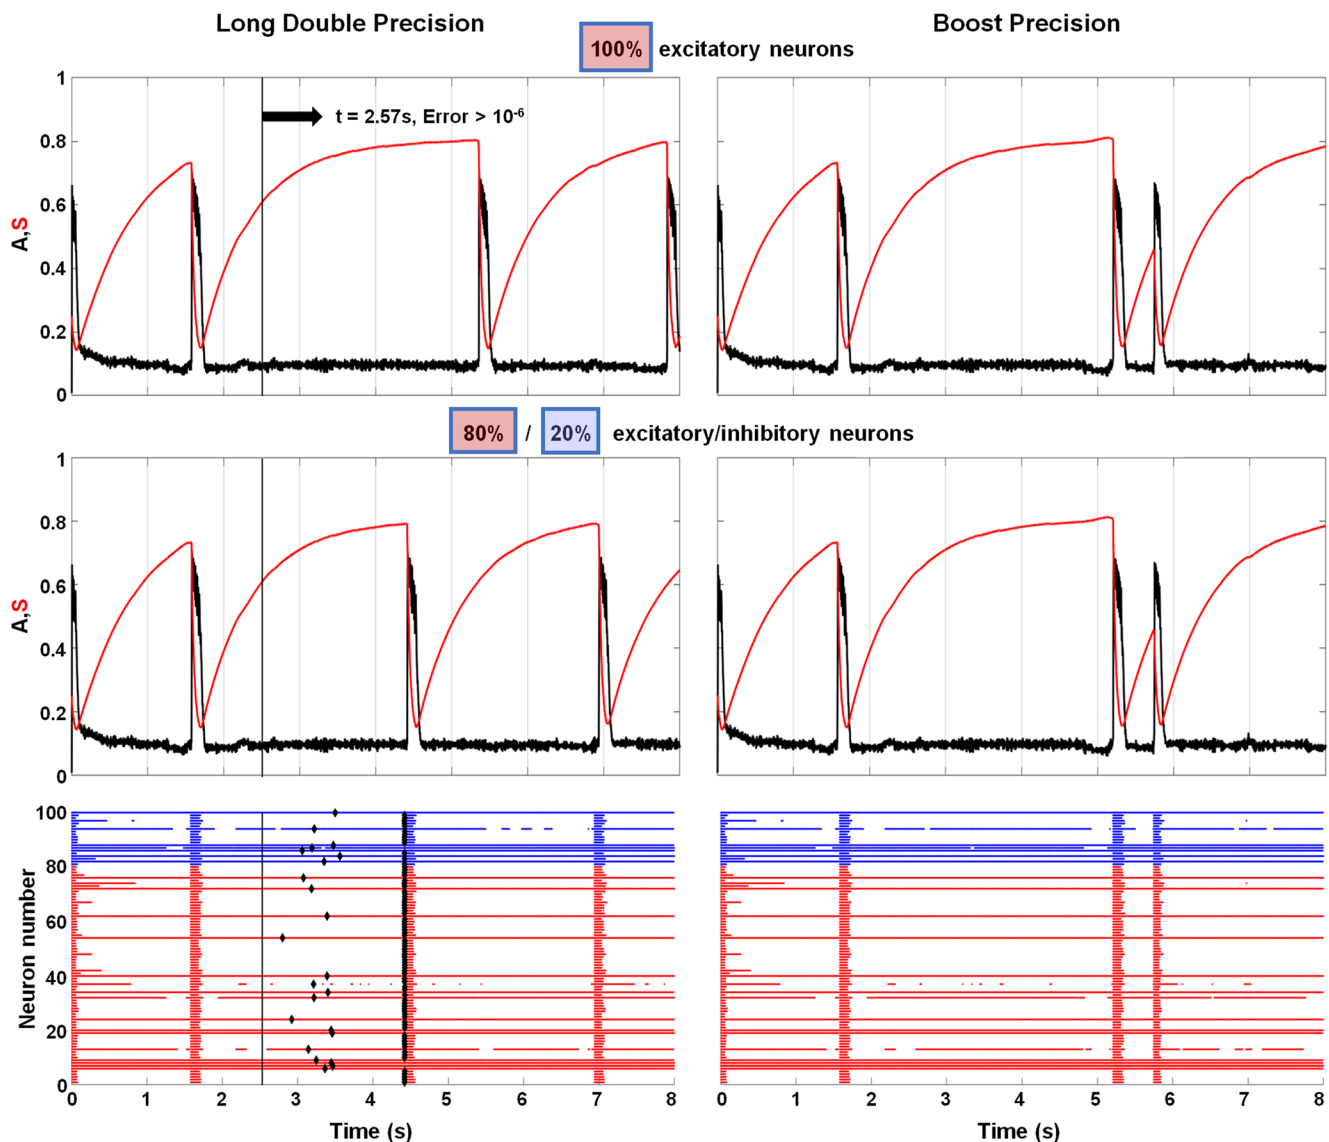 Long Double Precision
Boost Precision
100% excitatory neurons
1
0.8
0.6
0.4
0.2
0
A,S
t = 2.57s, Error > 10⁻⁶
80% / 20% excitatory/inhibitory neurons
1
0.8
0.6
0.4
0.2
0
A,S
100
80
60
40
20
0
Neuron number
0 1 2 3 4 5 6 7 8
0 1 2 3 4 5 6 7 8
Time (s)
Time (s)